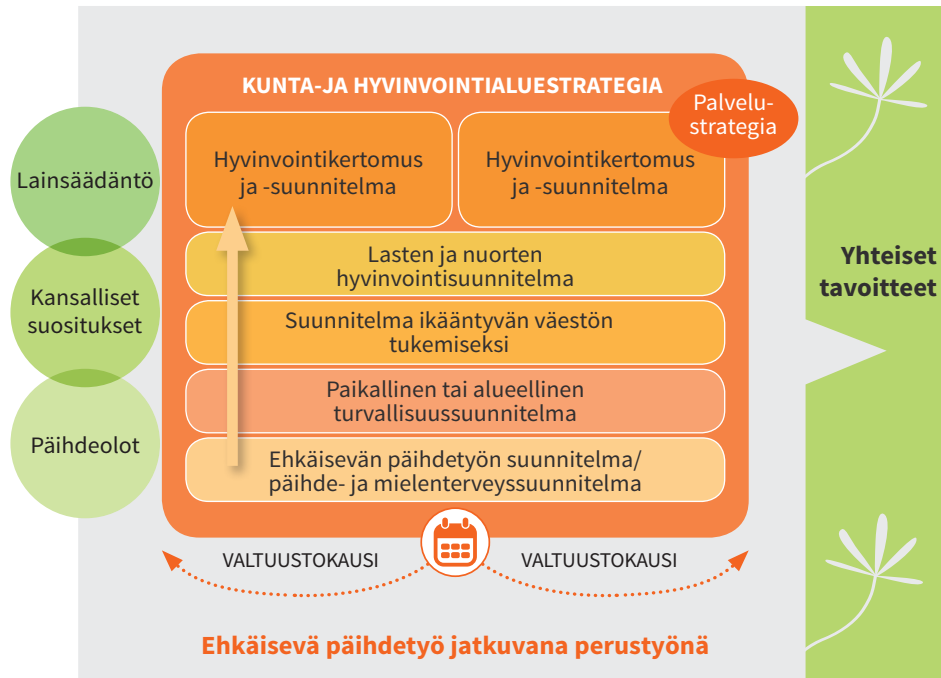 KUNTA-JA HYVINVOINTIALUESTRATEGIA
Palvelu-
strategia
Hyvinvointikertomus
ja -suunnitelma
Hyvinvointikertomus
ja -suunnitelma
Lainsäädäntö
Kansalliset
suositukset
Päihdeolot
Lasten ja nuorten
hyvinvointisuunnitelma
Suunnitelma ikääntyvän väestön
tukemiseksi
Paikallinen tai alueellinen
turvallisuussuunnitelma
Ehkäisevän päihdetyön suunnitelma/
päihde- ja mielenterveyssuunnitelma
Yhteiset
tavoitteet
VALTUUSTOKAUSI
VALTUUSTOKAUSI
Ehkäisevä päihdetyö jatkuvana perustyönä